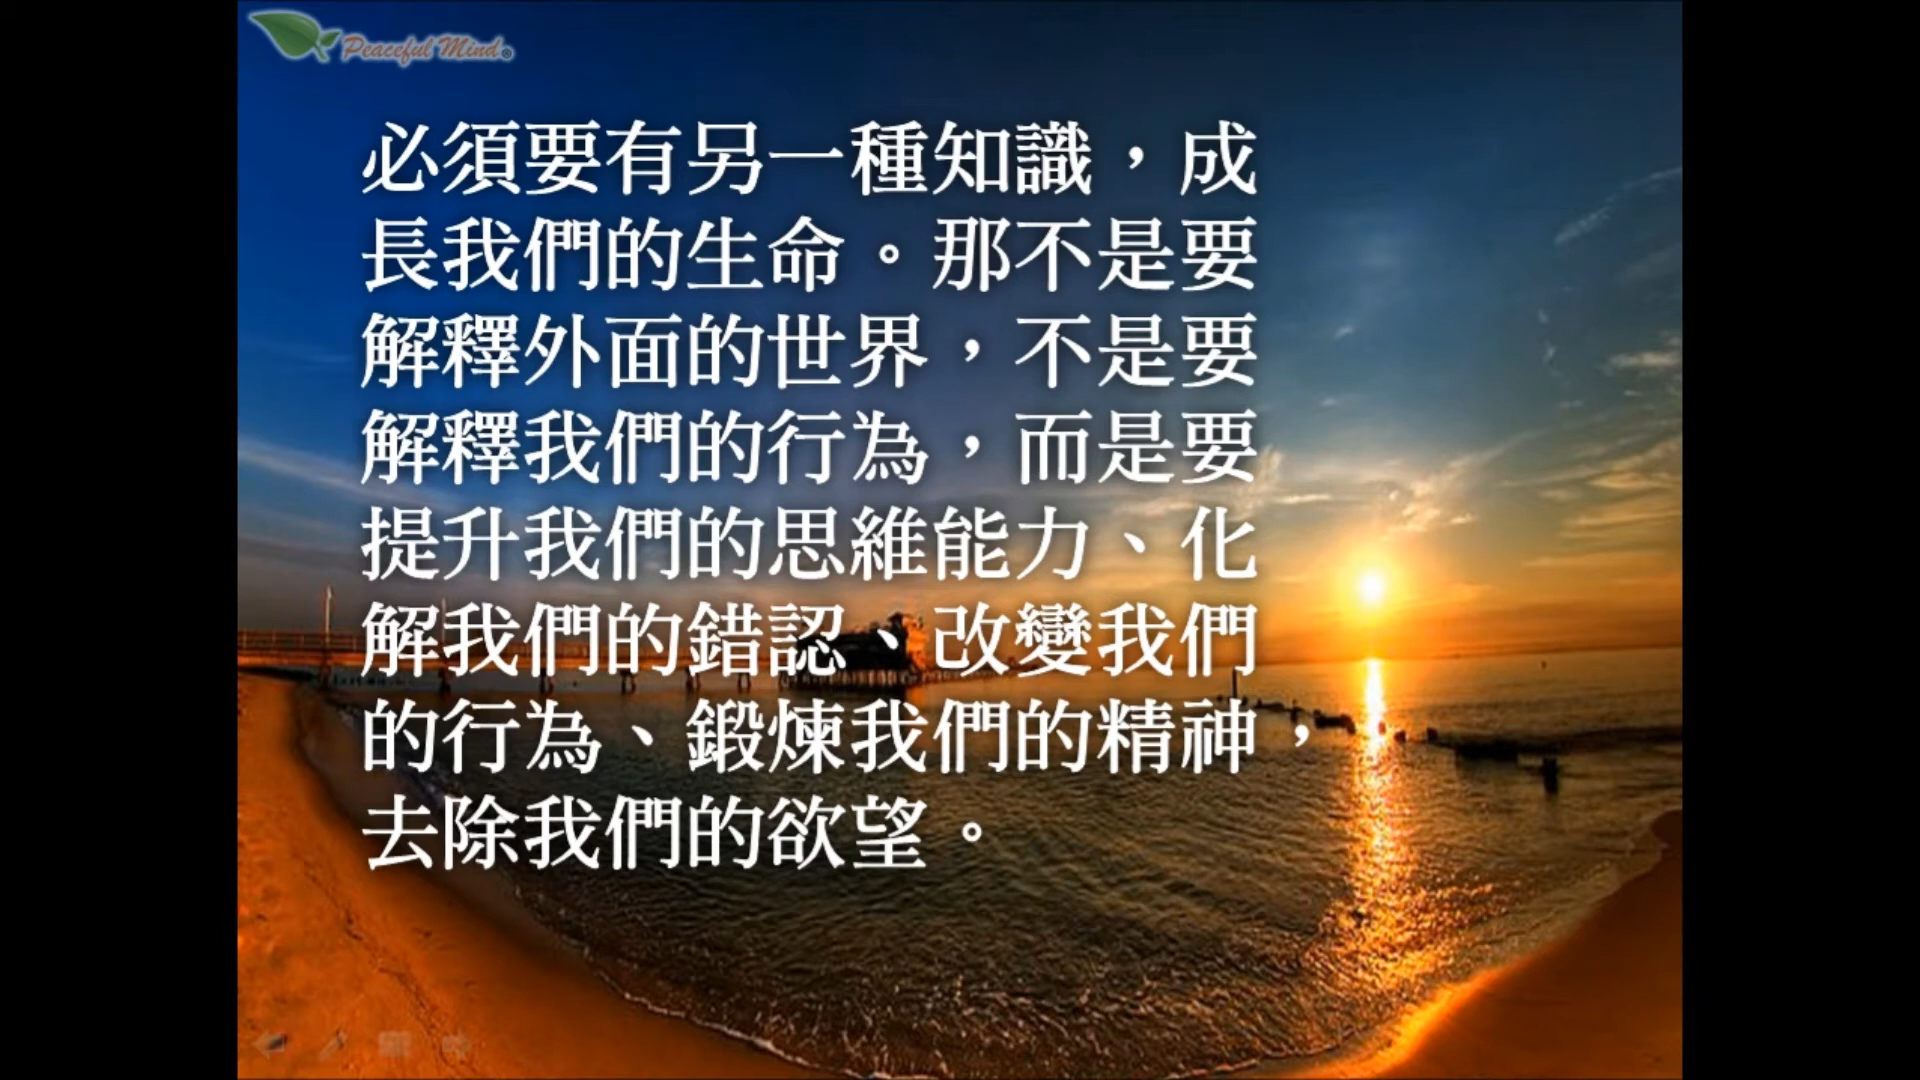 Peaceful Mind®
必須要有另一種知識，成
長我們的生命。那不是要
解釋外面的世界，不是要
解釋我們的行為，而是要
提升我們的思維能力、化
解我們的錯認、改變我們
的行為、鍛煉我們的精神，
去除我們的欲望。